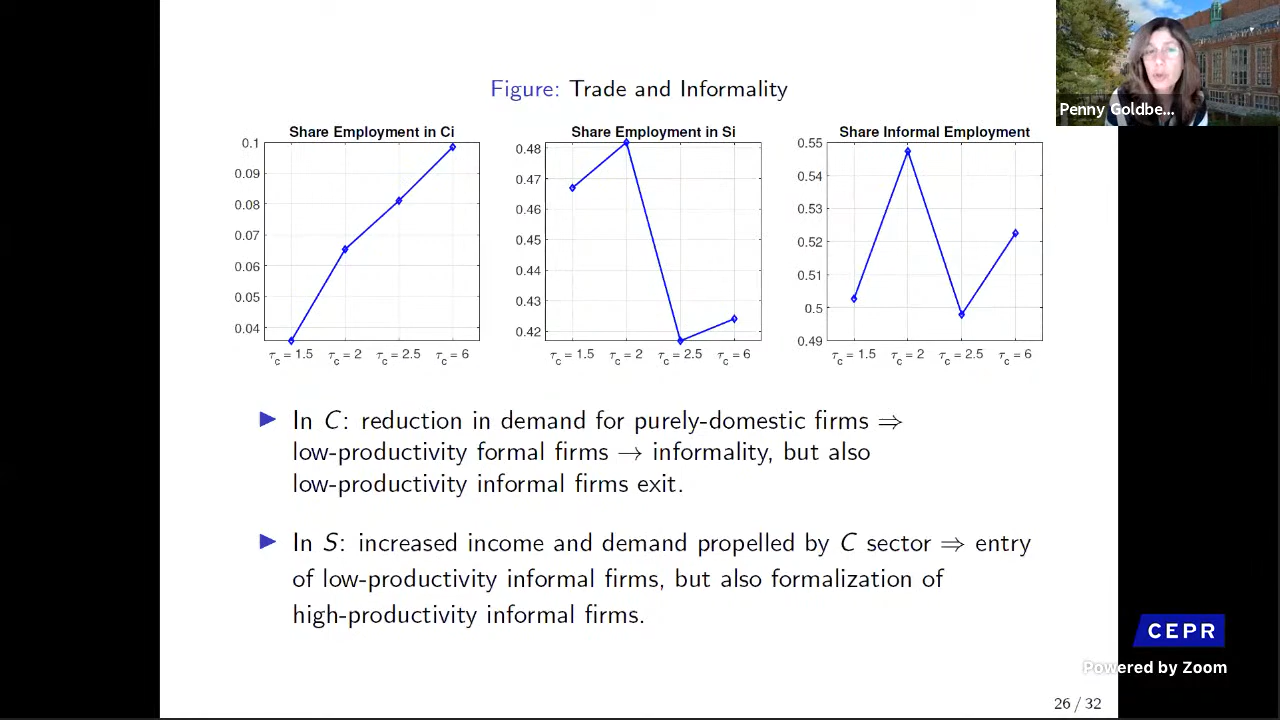 Figure: Trade and Informality
Penny Goldbe...
Share Employment in Ci
0.1
0.09
0.08
0.07
0.06
0.05
0.04
τc = 1.5 τc = 2 τc = 2.5 τc = 6
Share Employment in Si
0.48
0.47
0.46
0.45
0.44
0.43
0.42
τc = 1.5 τc = 2 τc = 2.5 τc = 6
Share Informal Employment
0.55
0.54
0.53
0.52
0.51
0.5
0.49
τc = 1.5 τc = 2 τc = 2.5 τc = 6
▶ In C: reduction in demand for purely-domestic firms ⇒
low-productivity formal firms → informality, but also
low-productivity informal firms exit.
▶ In S: increased income and demand propelled by C sector ⇒ entry
of low-productivity informal firms, but also formalization of
high-productivity informal firms.
CEPR
Powered by Zoom
26 / 32